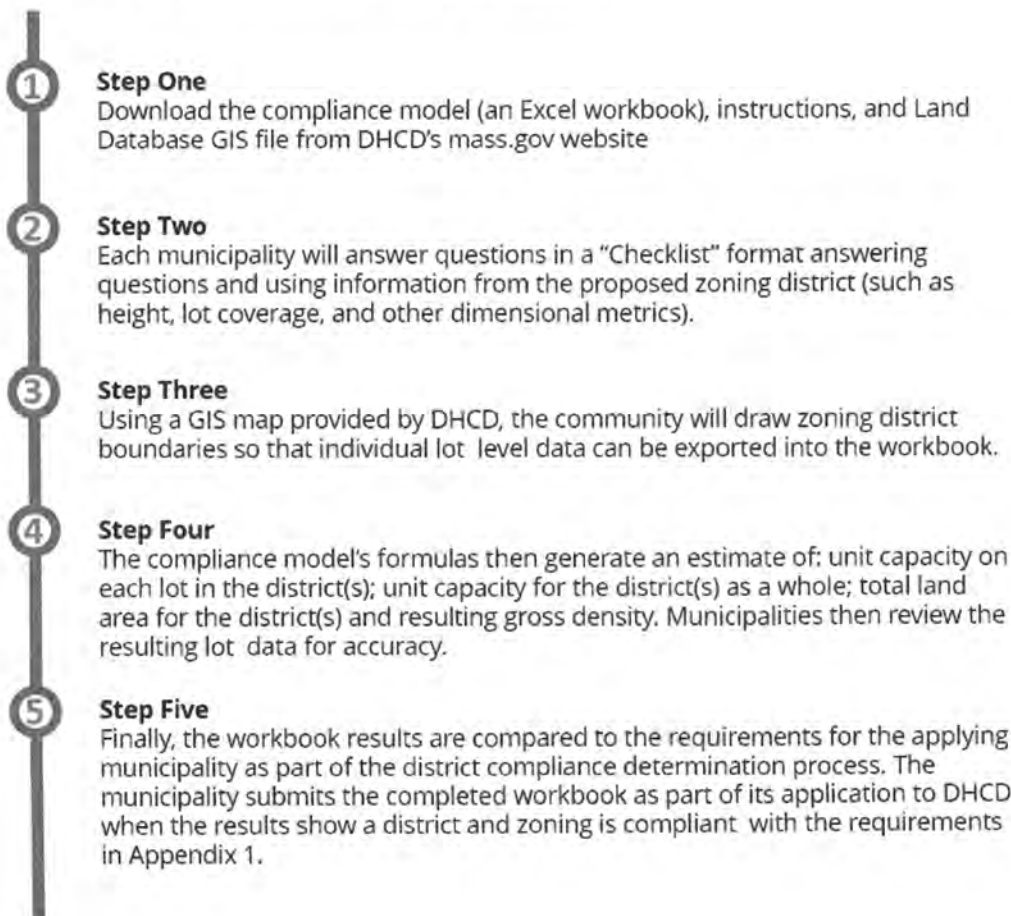 1
Step One
Download the compliance model (an Excel workbook), instructions, and Land
Database GIS file from DHCD's mass.gov website
2
Step Two
Each municipality will answer questions in a "Checklist" format answering
questions and using information from the proposed zoning district (such as
height, lot coverage, and other dimensional metrics).
3
Step Three
Using a GIS map provided by DHCD, the community will draw zoning district
boundaries so that individual lot level data can be exported into the workbook.
4
Step Four
The compliance model's formulas then generate an estimate of: unit capacity on
each lot in the district(s); unit capacity for the district(s) as a whole; total land
area for the district(s) and resulting gross density. Municipalities then review the
resulting lot data for accuracy.
5
Step Five
Finally, the workbook results are compared to the requirements for the applying
municipality as part of the district compliance determination process. The
municipality submits the completed workbook as part of its application to DHCD
when the results show a district and zoning is compliant with the requirements
in Appendix 1.